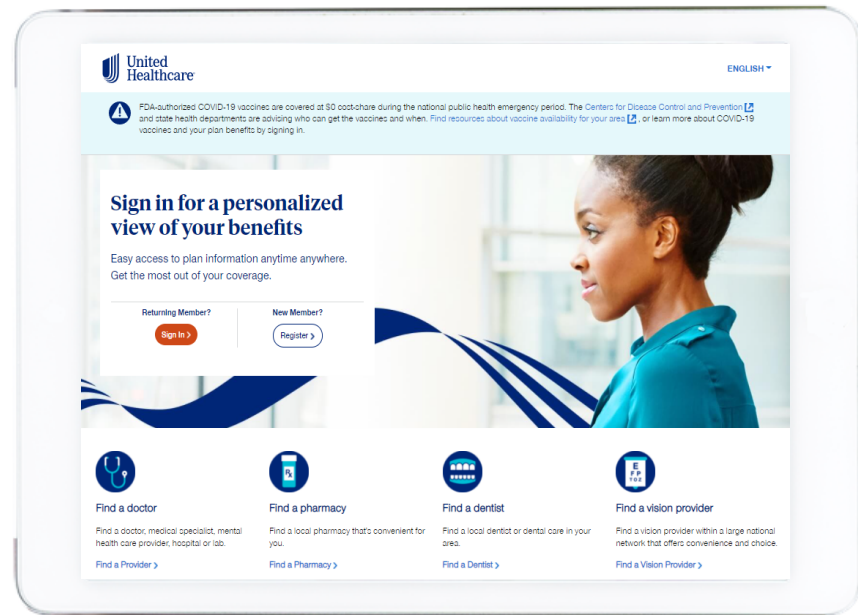 United
Healthcare
ENGLISH
FDA-authorized COVID-19 vaccines are covered at $0 cost-share during the national public health emergency period. The Centers for Disease Control and Prevention
and state health departments are advising who can get the vaccines and when. Find resources about vaccine availability for your area , or learn more about COVID-19
vaccines and your plan benefits by signing in.
Sign in for a personalized
view of your benefits
Easy access to plan information anytime anywhere.
Get the most out of your coverage.
Returning Member?
New Member?
Sign In >
Register >
Rx
E
F P
TOZ
Find a doctor
Find a pharmacy
Find a dentist
Find a vision provider
Find a doctor, medical specialist, mental
health care provider, hospital or lab.
Find a local pharmacy that's convenient for
you.
Find a local dentist or dental care in your
area.
Find a vision provider within a large national
network that offers convenience and choice.
Find a Provider >
Find a Pharmacy >
Find a Dentist >
Find a Vision Provider >